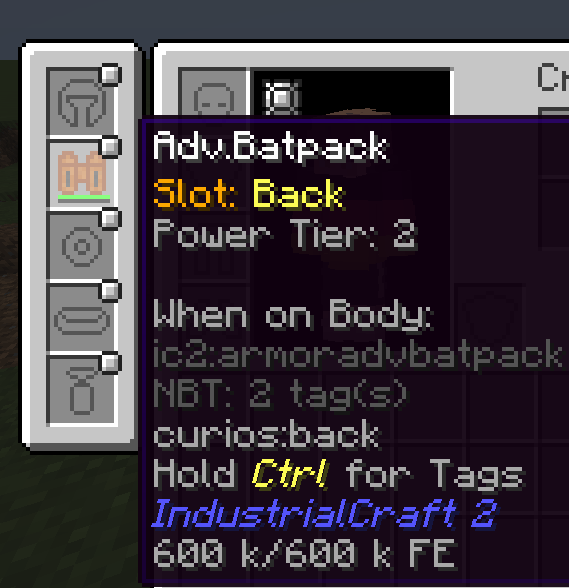 Cr
Adv.Batpack
Slot: Back
Power Tier: 2
When on Body:
ic2:armoradvbatpack
NBT: 2 tag(s)
curios:back
Hold Ctrl for Tags
IndustrialCraft 2
600 k/600 k FE